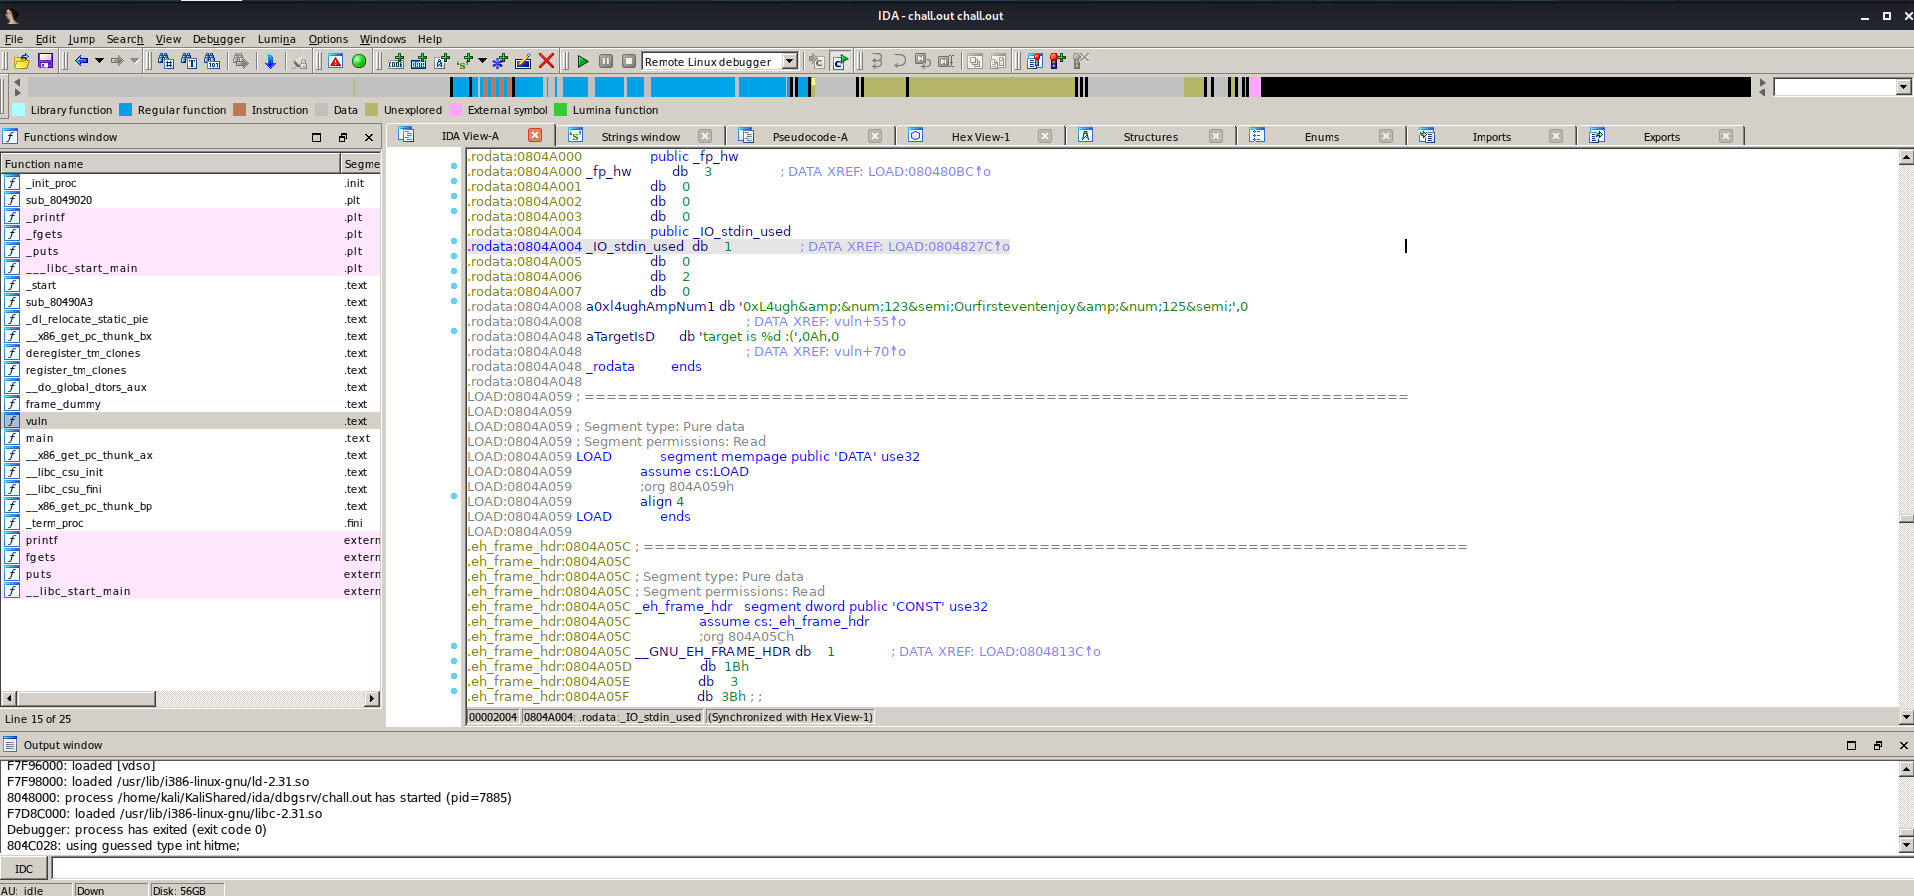 IDA - chall.out chall.out
File Edit Jump Search View Debugger Lumina Options Windows Help
Remote Linux debugger
Library function Regular function Instruction Data Unexplored External symbol Lumina function
Functions window
IDA View-A Strings window Pseudocode-A Hex View-1 Structures Enums Imports Exports
Function name Segme
_init_proc .init
sub_8049020 .plt
_printf .plt
_fgets .plt
_puts .plt
___libc_start_main .plt
_start .text
sub_80490A3 .text
_dl_relocate_static_pie .text
__x86_get_pc_thunk_bx .text
deregister_tm_clones .text
register_tm_clones .text
__do_global_dtors_aux .text
frame_dummy .text
vuln .text
main .text
__x86_get_pc_thunk_ax .text
__libc_csu_init .text
__libc_csu_fini .text
__x86_get_pc_thunk_bp .text
_term_proc .fini
printf extern
fgets extern
puts extern
__libc_start_main extern
Line 15 of 25
.rodata:0804A000 public _fp_hw
.rodata:0804A000 _fp_hw db 3 ; DATA XREF: LOAD:080480BC↑o
.rodata:0804A001 db 0
.rodata:0804A002 db 0
.rodata:0804A003 db 0
.rodata:0804A004 public _IO_stdin_used
.rodata:0804A004 _IO_stdin_used db 1 ; DATA XREF: LOAD:0804827C↑o
.rodata:0804A005 db 0
.rodata:0804A006 db 2
.rodata:0804A007 db 0
.rodata:0804A008 a0xl4ughAmpNum1 db '0xL4ugh&amp;&num;123&semi;Ourfirsteventenjoy&amp;&num;125&semi;',0
.rodata:0804A008 ; DATA XREF: vuln+55↑o
.rodata:0804A048 aTargetIsD db 'target is %d :(',0Ah,0
.rodata:0804A048 ; DATA XREF: vuln+70↑o
.rodata:0804A048 _rodata ends
.rodata:0804A048
LOAD:0804A059 ; ===========================================================================
LOAD:0804A059
LOAD:0804A059 ; Segment type: Pure data
LOAD:0804A059 ; Segment permissions: Read
LOAD:0804A059 LOAD segment mempage public 'DATA' use32
LOAD:0804A059 assume cs:LOAD
LOAD:0804A059 ;org 804A059h
LOAD:0804A059 align 4
LOAD:0804A059 LOAD ends
LOAD:0804A059
.eh_frame_hdr:0804A05C ; ===========================================================================
.eh_frame_hdr:0804A05C
.eh_frame_hdr:0804A05C ; Segment type: Pure data
.eh_frame_hdr:0804A05C ; Segment permissions: Read
.eh_frame_hdr:0804A05C _eh_frame_hdr segment dword public 'CONST' use32
.eh_frame_hdr:0804A05C assume cs:_eh_frame_hdr
.eh_frame_hdr:0804A05C ;org 804A05Ch
.eh_frame_hdr:0804A05C __GNU_EH_FRAME_HDR db 1 ; DATA XREF: LOAD:0804813C↑o
.eh_frame_hdr:0804A05D db 1Bh
.eh_frame_hdr:0804A05E db 3
.eh_frame_hdr:0804A05F db 3Bh ; ;
00002004 0804A004: .rodata:_IO_stdin_used (Synchronized with Hex View-1)
Output window
F7F96000: loaded [vdso]
F7F98000: loaded /usr/lib/i386-linux-gnu/ld-2.31.so
8048000: process /home/kali/KaliShared/ida/dbgsrv/chall.out has started (pid=7885)
F7D8C000: loaded /usr/lib/i386-linux-gnu/libc-2.31.so
Debugger: process has exited (exit code 0)
804C028: using guessed type int hitme;
IDC
AU: idle Down Disk: 56GB